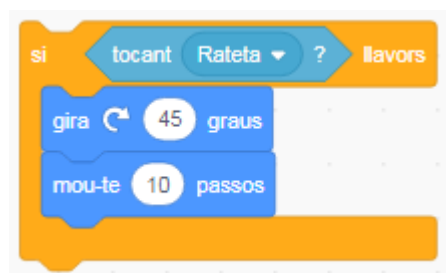 si tocant Rateta ? llavors
gira 45 graus
mou-te 10 passos